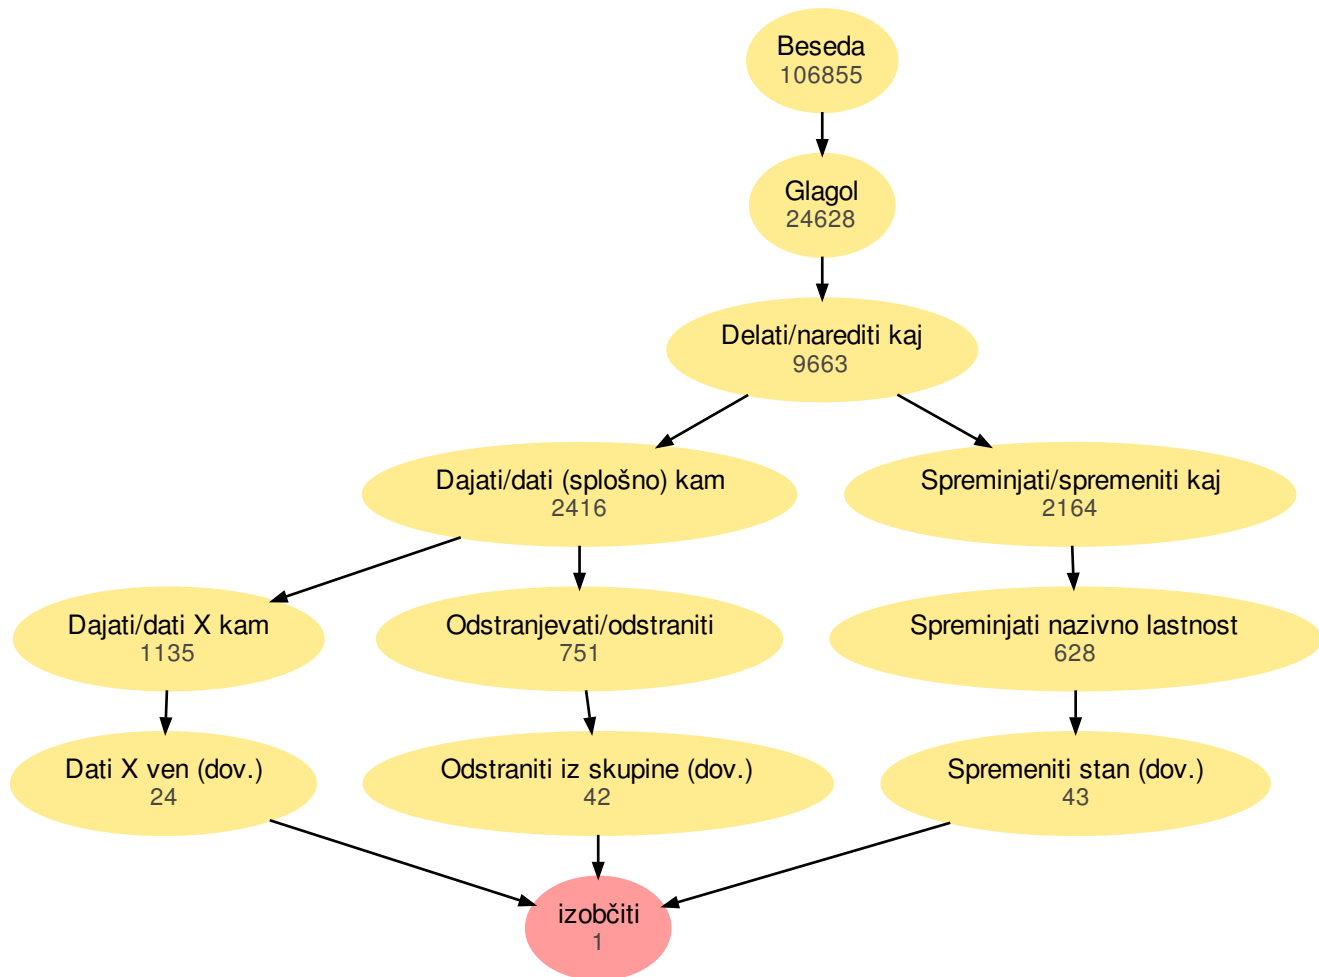 Beseda
106855
Glagol
24628
Delati/narediti kaj
9663
Dajati/dati (splošno) kam
2416
Spreminjati/spremeniti kaj
2164
Dajati/dati X kam
1135
Odstranjevati/odstraniti
751
Spreminjati nazivno lastnost
628
Dati X ven (dov.)
24
Odstraniti iz skupine (dov.)
42
Spremeniti stan (dov.)
43
izobčiti
1